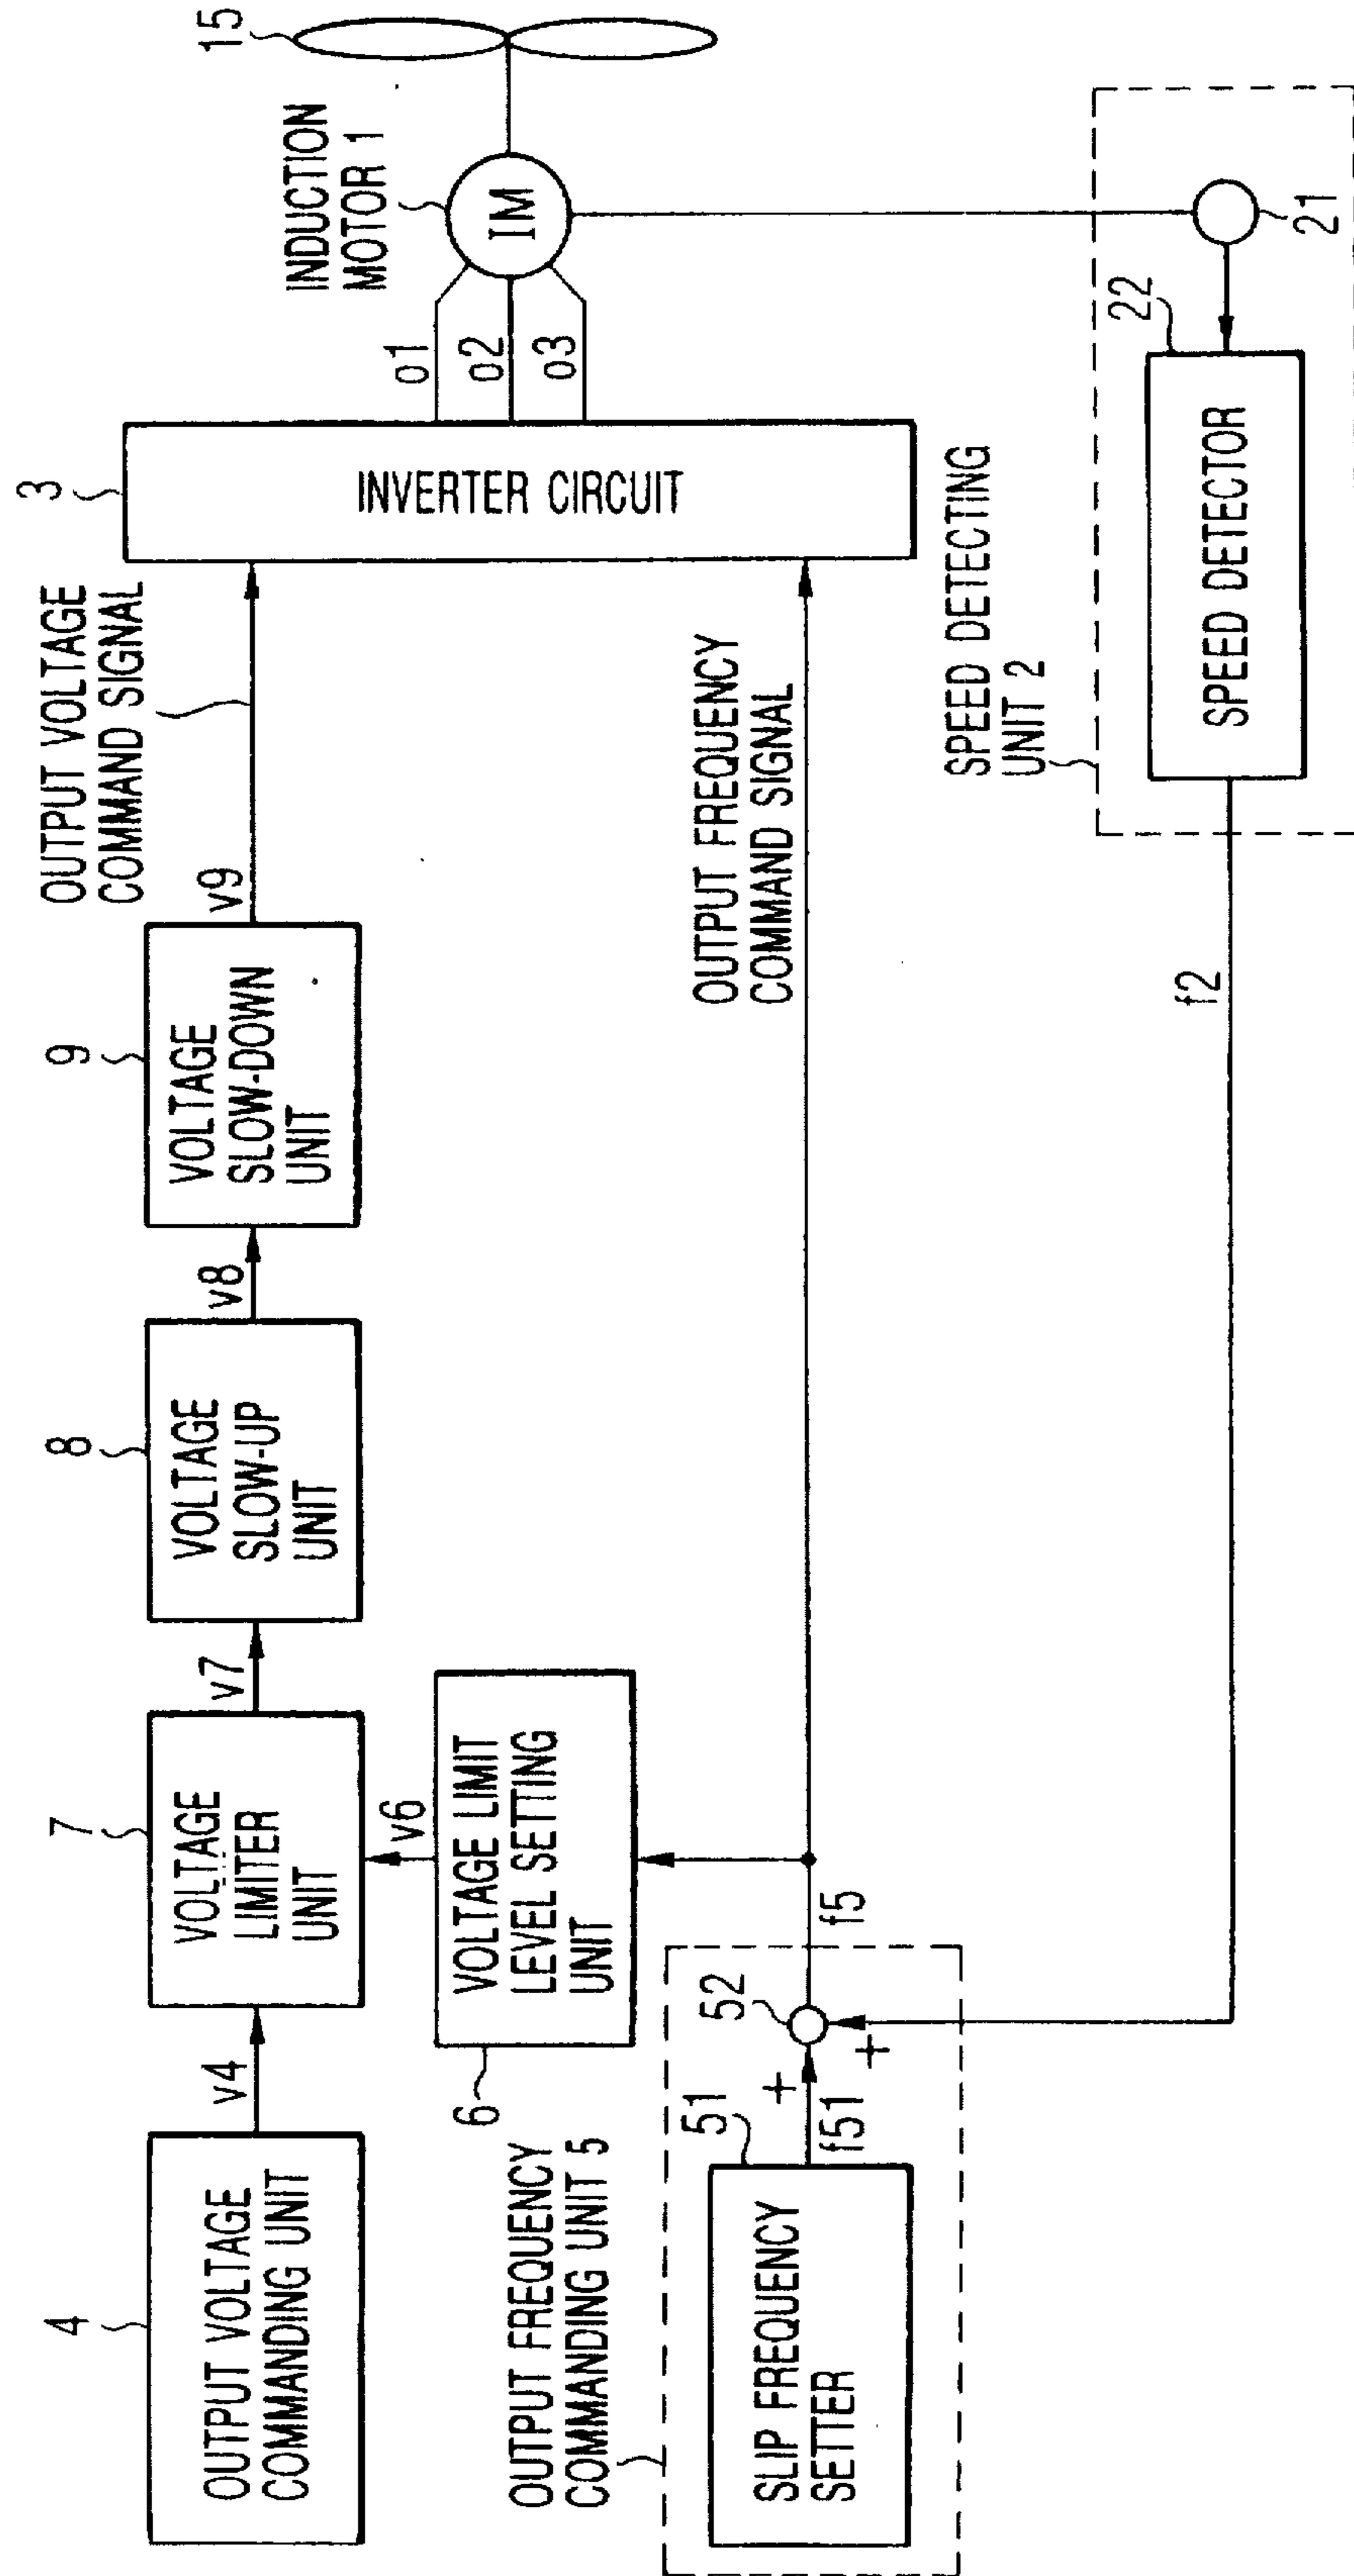 4
OUTPUT VOLTAGE
COMMANDING UNIT
v4
7
VOLTAGE
LIMITER
UNIT
v7
8
VOLTAGE
SLOW-UP
UNIT
v8
9
VOLTAGE
SLOW-DOWN
UNIT
v9
OUTPUT VOLTAGE
COMMAND SIGNAL
3
INVERTER CIRCUIT
o1
o2
o3
INDUCTION
MOTOR 1
IM
15
v6
VOLTAGE LIMIT
LEVEL SETTING
UNIT
6
OUTPUT FREQUENCY
COMMANDING UNIT 5
51
SLIP FREQUENCY
SETTER
f51
+
+
52
f5
OUTPUT FREQUENCY
COMMAND SIGNAL
SPEED DETECTING
UNIT 2
f2
22
SPEED DETECTOR
21